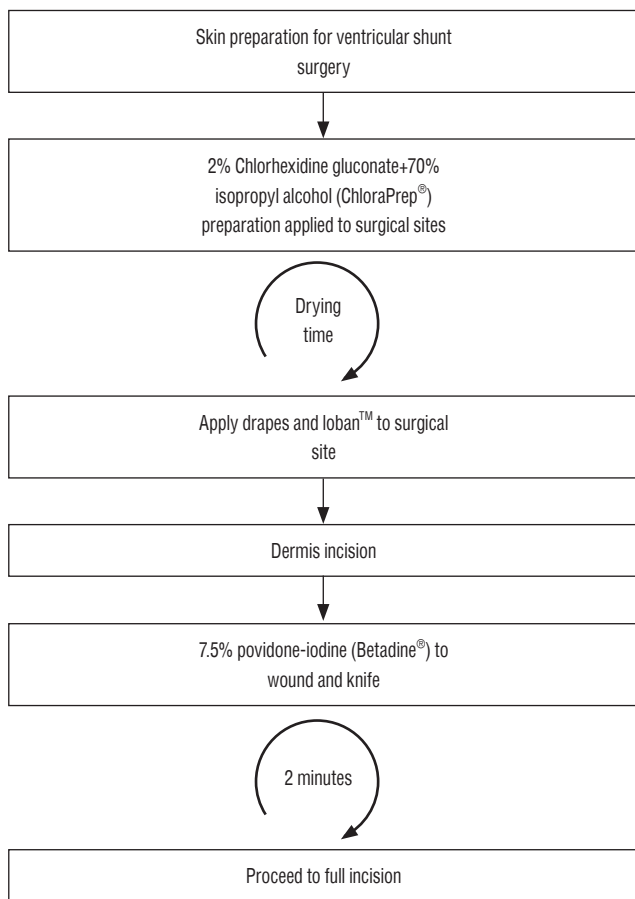 Skin preparation for ventricular shunt
surgery
2% Chlorhexidine gluconate+70%
isopropyl alcohol (ChloraPrep®)
preparation applied to surgical sites
Drying
time
Apply drapes and loban™ to surgical
site
Dermis incision
7.5% povidone-iodine (Betadine®) to
wound and knife
2 minutes
Proceed to full incision